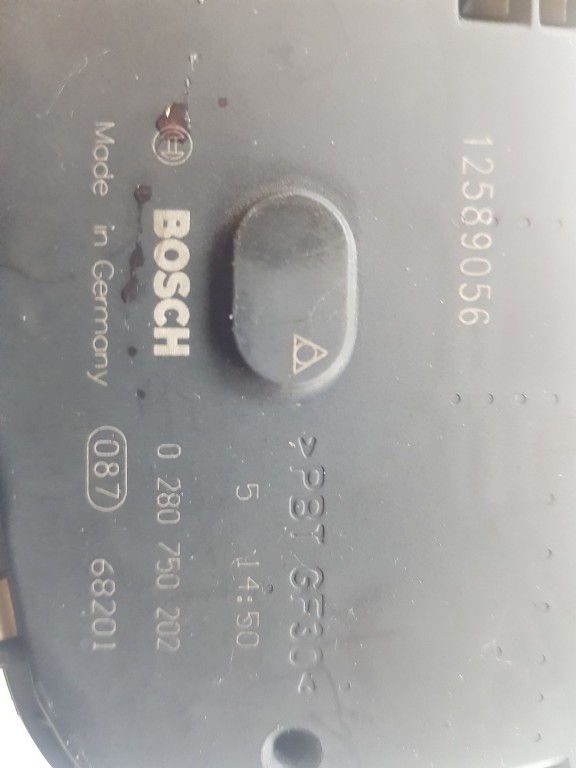 12589056
>PBT GF30<
5 14:50
BOSCH 0 280 750 202
Made in Germany 087 68201